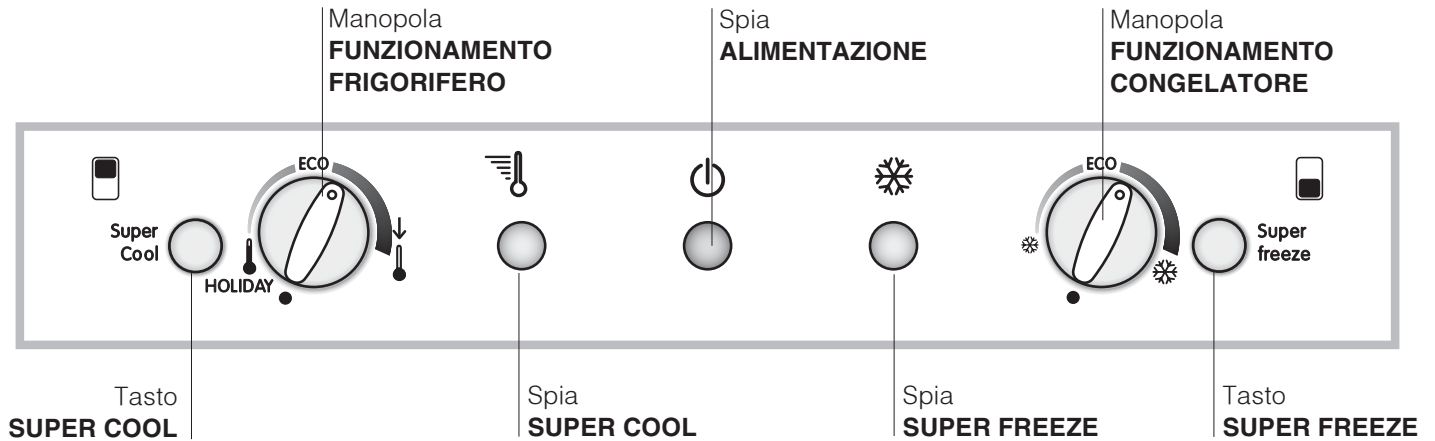 Manopola
FUNZIONAMENTO
FRIGORIFERO
Spia
ALIMENTAZIONE
Manopola
FUNZIONAMENTO
CONGELATORE
Super
Cool
ECO
HOLIDAY
ECO
Super
freeze
Tasto
SUPER COOL
Spia
SUPER COOL
Spia
SUPER FREEZE
Tasto
SUPER FREEZE